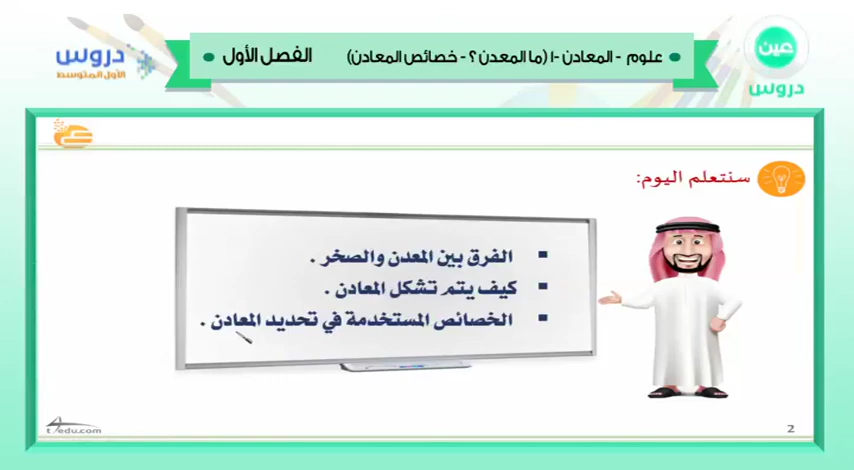 علوم - المعادن -١ (ما المعدن؟ - خصائص المعادن)
الفصل الأول
دروس
الأول المتوسط
عين
دروس
سنتعلم اليوم:
▪ الفرق بين المعدن والصخر .
▪ كيف يتم تشكل المعادن .
▪ الخصائص المستخدمة في تحديد المعادن .
t4edu.com
2